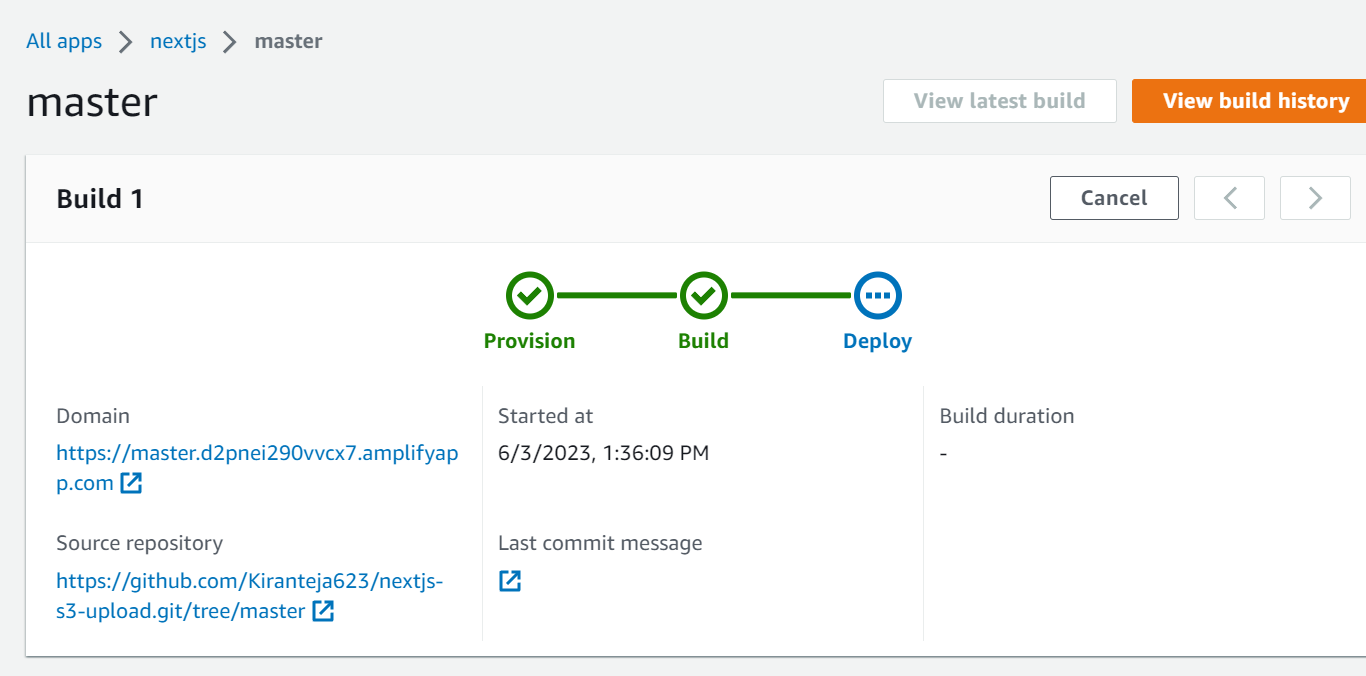 All apps > nextjs > master
master
View latest build
View build history
Build 1
Cancel
Provision
Build
Deploy
Domain
https://master.d2pnei290vvcx7.amplifyap
p.com
Started at
6/3/2023, 1:36:09 PM
Build duration
-
Source repository
https://github.com/Kiranteja623/nextjs-
s3-upload.git/tree/master
Last commit message